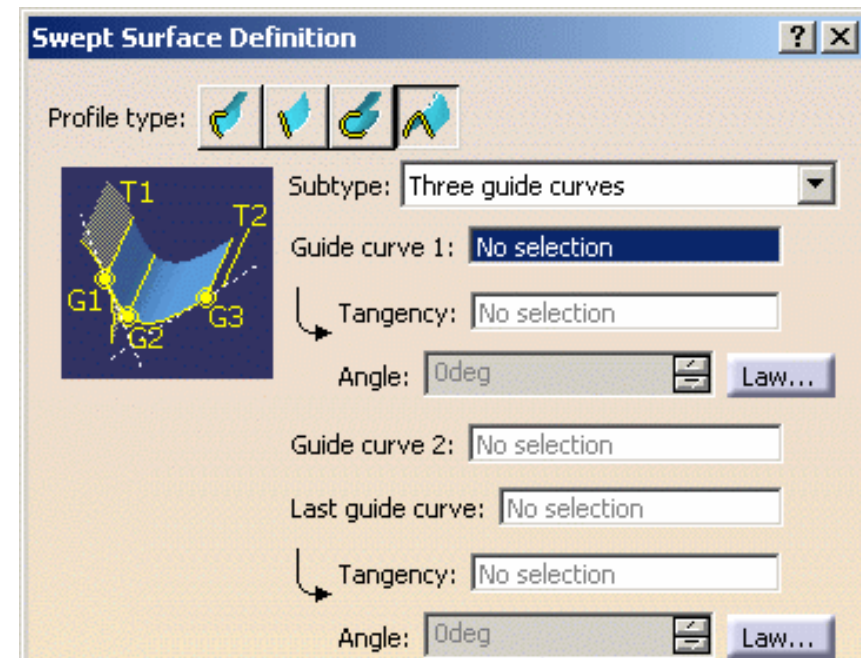 Swept Surface Definition ? X
Profile type:
T1
T2
G1
G2
G3
Subtype: Three guide curves
Guide curve 1: No selection
Tangency: No selection
Angle: 0deg Law...
Guide curve 2: No selection
Last guide curve: No selection
Tangency: No selection
Angle: 0deg Law...